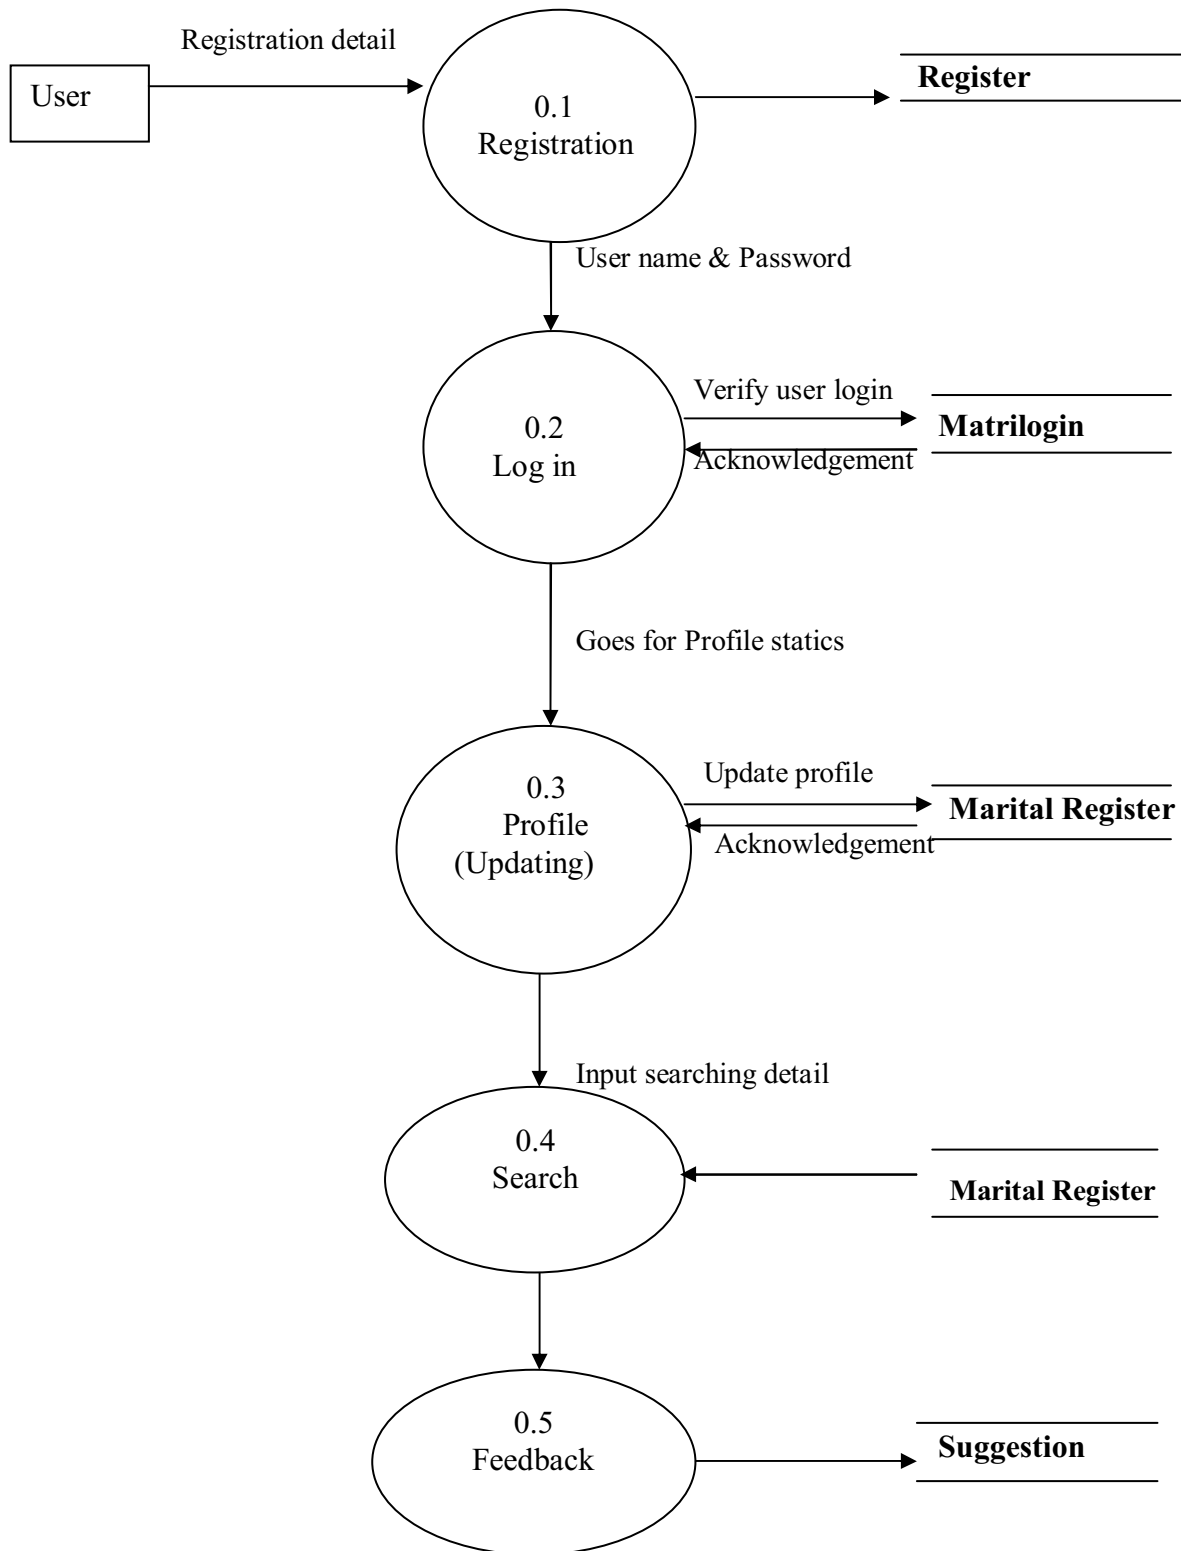 Registration detail
User
0.1
Registration
Register
User name & Password
0.2
Log in
Verify user login
Acknowledgement
Matrilogin
Goes for Profile statics
0.3
Profile
(Updating)
Update profile
Acknowledgement
Marital Register
Input searching detail
0.4
Search
Marital Register
0.5
Feedback
Suggestion